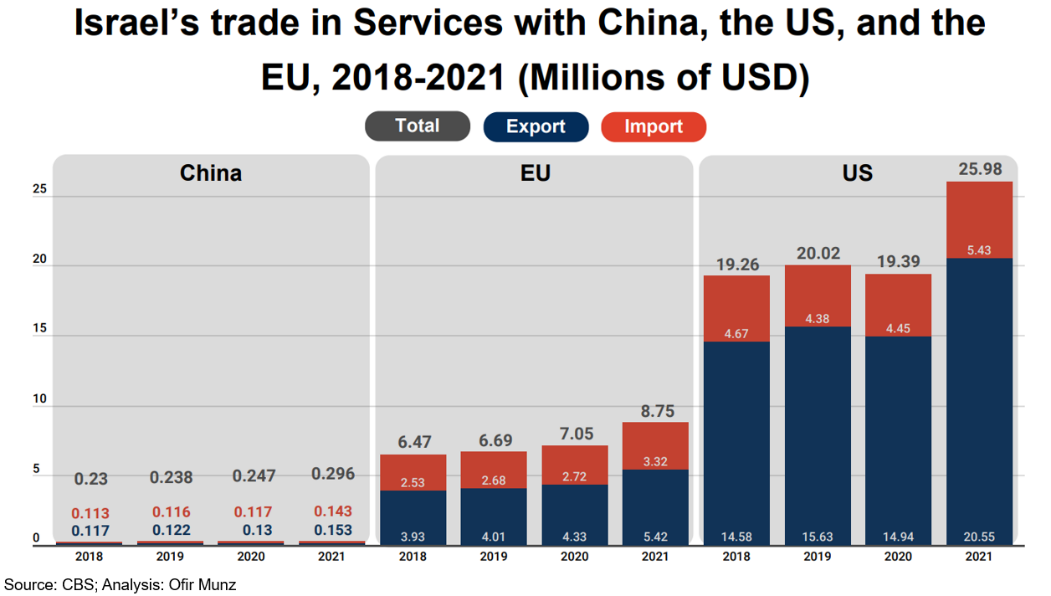 Israel's trade in Services with China, the US, and the
EU, 2018-2021 (Millions of USD)
Total Export Import
China EU US
25
20
15
10
5
0
0.23 0.238 0.247 0.296
0.113 0.116 0.117 0.143
0.117 0.122 0.13 0.153
6.47 6.69 7.05 8.75
2.53 2.68 2.72 3.32
3.93 4.01 4.33 5.42
19.26 20.02 19.39 25.98
4.67 4.38 4.45 5.43
14.58 15.63 14.94 20.55
2018 2019 2020 2021 2018 2019 2020 2021 2018 2019 2020 2021
Source: CBS; Analysis: Ofir Munz